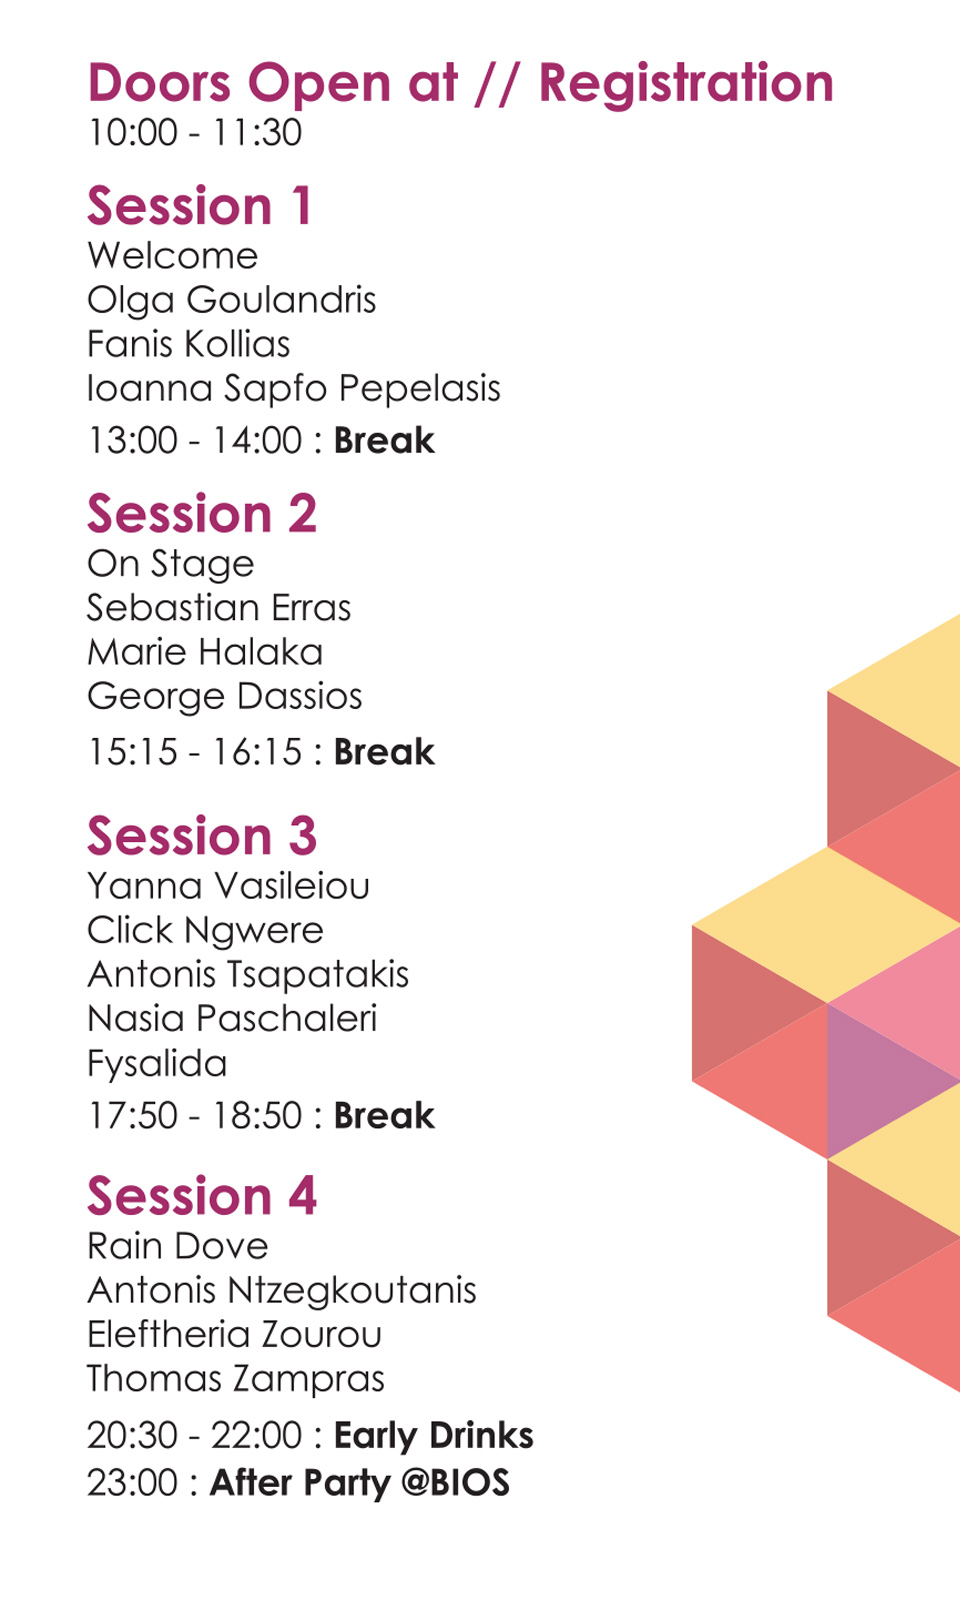 Doors Open at // Registration
10:00 - 11:30
Session 1
Welcome
Olga Goulandris
Fanis Kollias
Ioanna Sapfo Pepelasis
13:00 - 14:00 : Break
Session 2
On Stage
Sebastian Erras
Marie Halaka
George Dassios
15:15 - 16:15 : Break
Session 3
Yanna Vasileiou
Click Ngwere
Antonis Tsapatakis
Nasia Paschaleri
Fysalida
17:50 - 18:50 : Break
Session 4
Rain Dove
Antonis Ntzegkoutanis
Eleftheria Zourou
Thomas Zampras
20:30 - 22:00 : Early Drinks
23:00 : After Party @BIOS